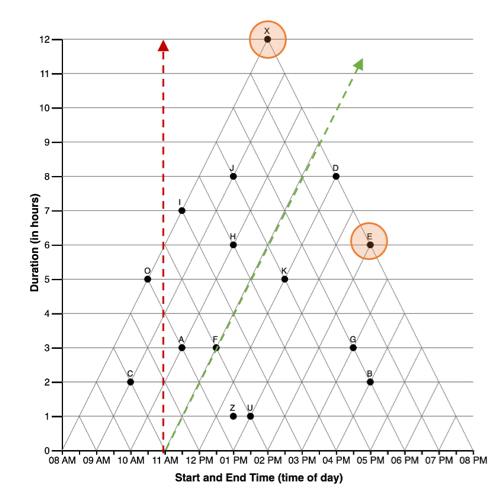 X
12
11
10
9
J
D
8
I
7
H
E
6
O
K
5
4
A
F
G
3
C
B
2
Z U
1
0
08 AM 09 AM 10 AM 11 AM 12 PM 01 PM 02 PM 03 PM 04 PM 05 PM 06 PM 07 PM 08 PM
Start and End Time (time of day)
Duration (in hours)